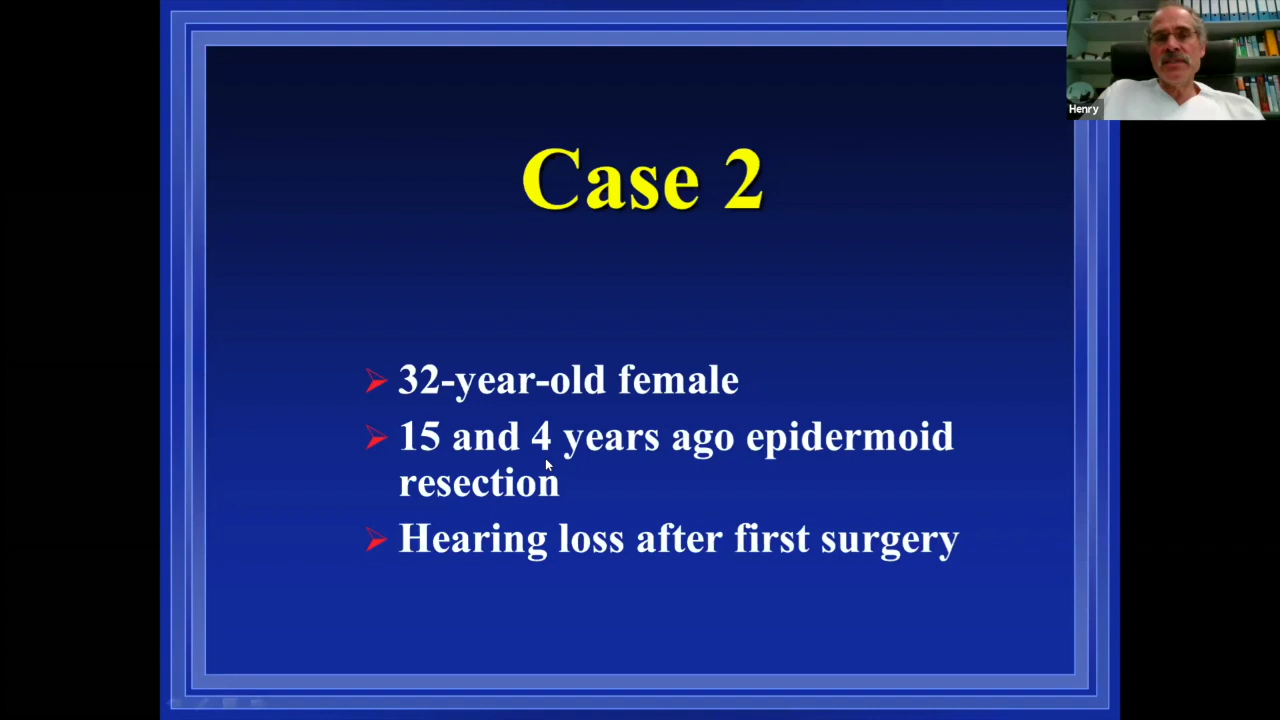 Henry
Case 2
32-year-old female
15 and 4 years ago epidermoid
resection
Hearing loss after first surgery